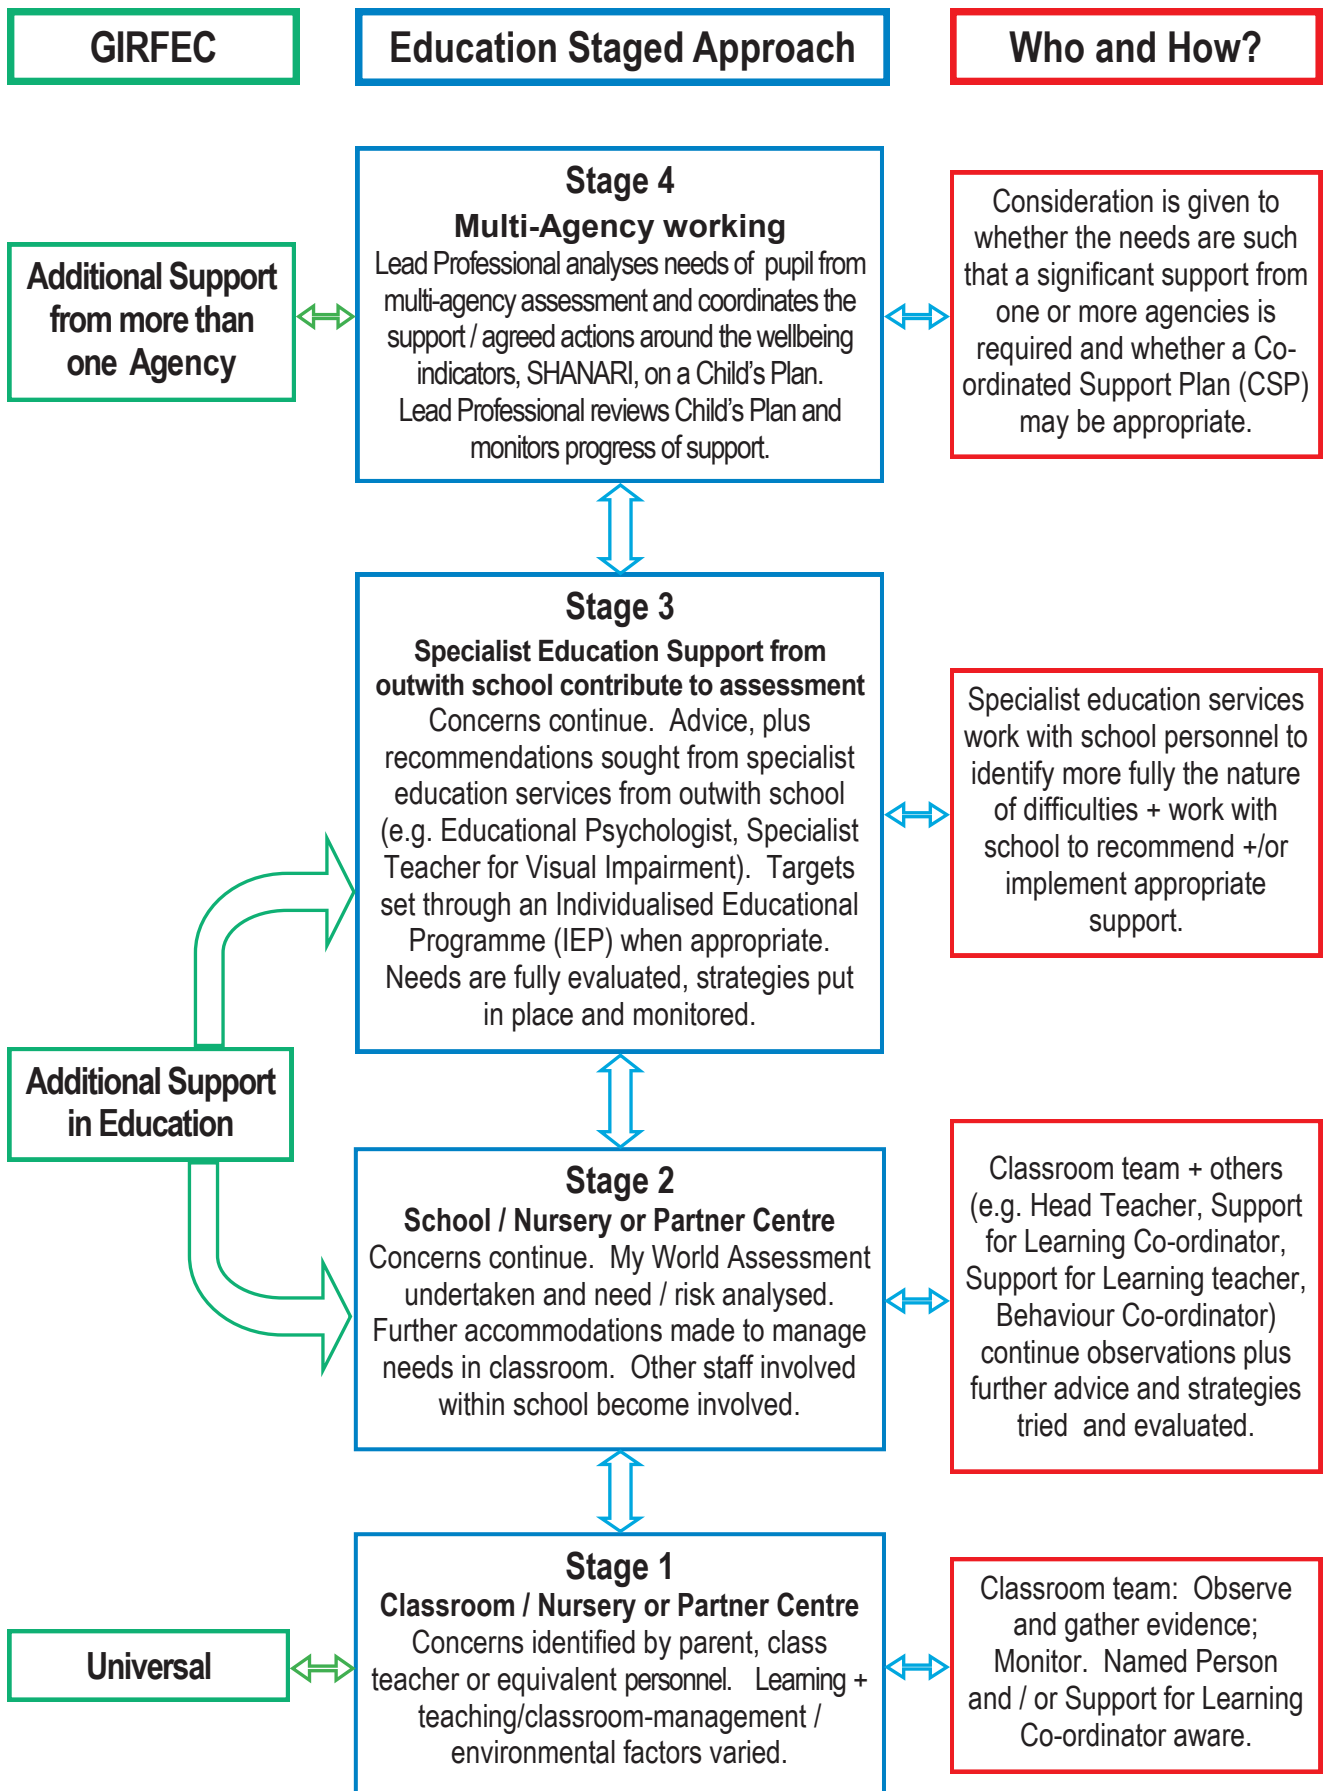 GIRFEC
Education Staged Approach
Who and How?
Additional Support
from more than
one Agency
Stage 4
Multi-Agency working
Lead Professional analyses needs of pupil from
multi-agency assessment and coordinates the
support / agreed actions around the wellbeing
indicators, SHANARI, on a Child's Plan.
Lead Professional reviews Child's Plan and
monitors progress of support.
Consideration is given to
whether the needs are such
that a significant support from
one or more agencies is
required and whether a Co-
ordinated Support Plan (CSP)
may be appropriate.
Stage 3
Specialist Education Support from
outwith school contribute to assessment
Concerns continue. Advice, plus
recommendations sought from specialist
education services from outwith school
(e.g. Educational Psychologist, Specialist
Teacher for Visual Impairment). Targets
set through an Individualised Educational
Programme (IEP) when appropriate.
Needs are fully evaluated, strategies put
in place and monitored.
Specialist education services
work with school personnel to
identify more fully the nature
of difficulties + work with
school to recommend +/or
implement appropriate
support.
Additional Support
in Education
Stage 2
School / Nursery or Partner Centre
Concerns continue. My World Assessment
undertaken and need / risk analysed.
Further accommodations made to manage
needs in classroom. Other staff involved
within school become involved.
Classroom team + others
(e.g. Head Teacher, Support
for Learning Co-ordinator,
Support for Learning teacher,
Behaviour Co-ordinator)
continue observations plus
further advice and strategies
tried and evaluated.
Universal
Stage 1
Classroom / Nursery or Partner Centre
Concerns identified by parent, class
teacher or equivalent personnel. Learning +
teaching/classroom-management /
environmental factors varied.
Classroom team: Observe
and gather evidence;
Monitor. Named Person
and / or Support for Learning
Co-ordinator aware.